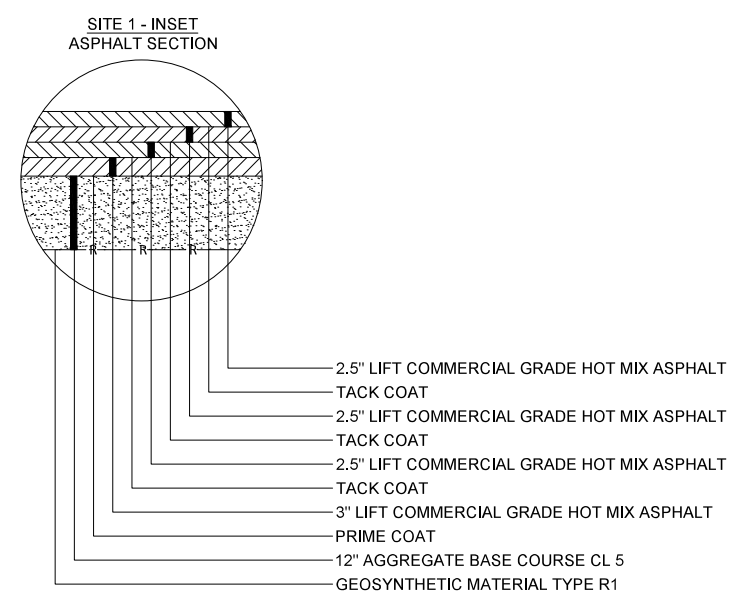 SITE 1 - INSET
ASPHALT SECTION
R R R
2.5" LIFT COMMERCIAL GRADE HOT MIX ASPHALT
TACK COAT
2.5" LIFT COMMERCIAL GRADE HOT MIX ASPHALT
TACK COAT
2.5" LIFT COMMERCIAL GRADE HOT MIX ASPHALT
TACK COAT
3" LIFT COMMERCIAL GRADE HOT MIX ASPHALT
PRIME COAT
12" AGGREGATE BASE COURSE CL 5
GEOSYNTHETIC MATERIAL TYPE R1